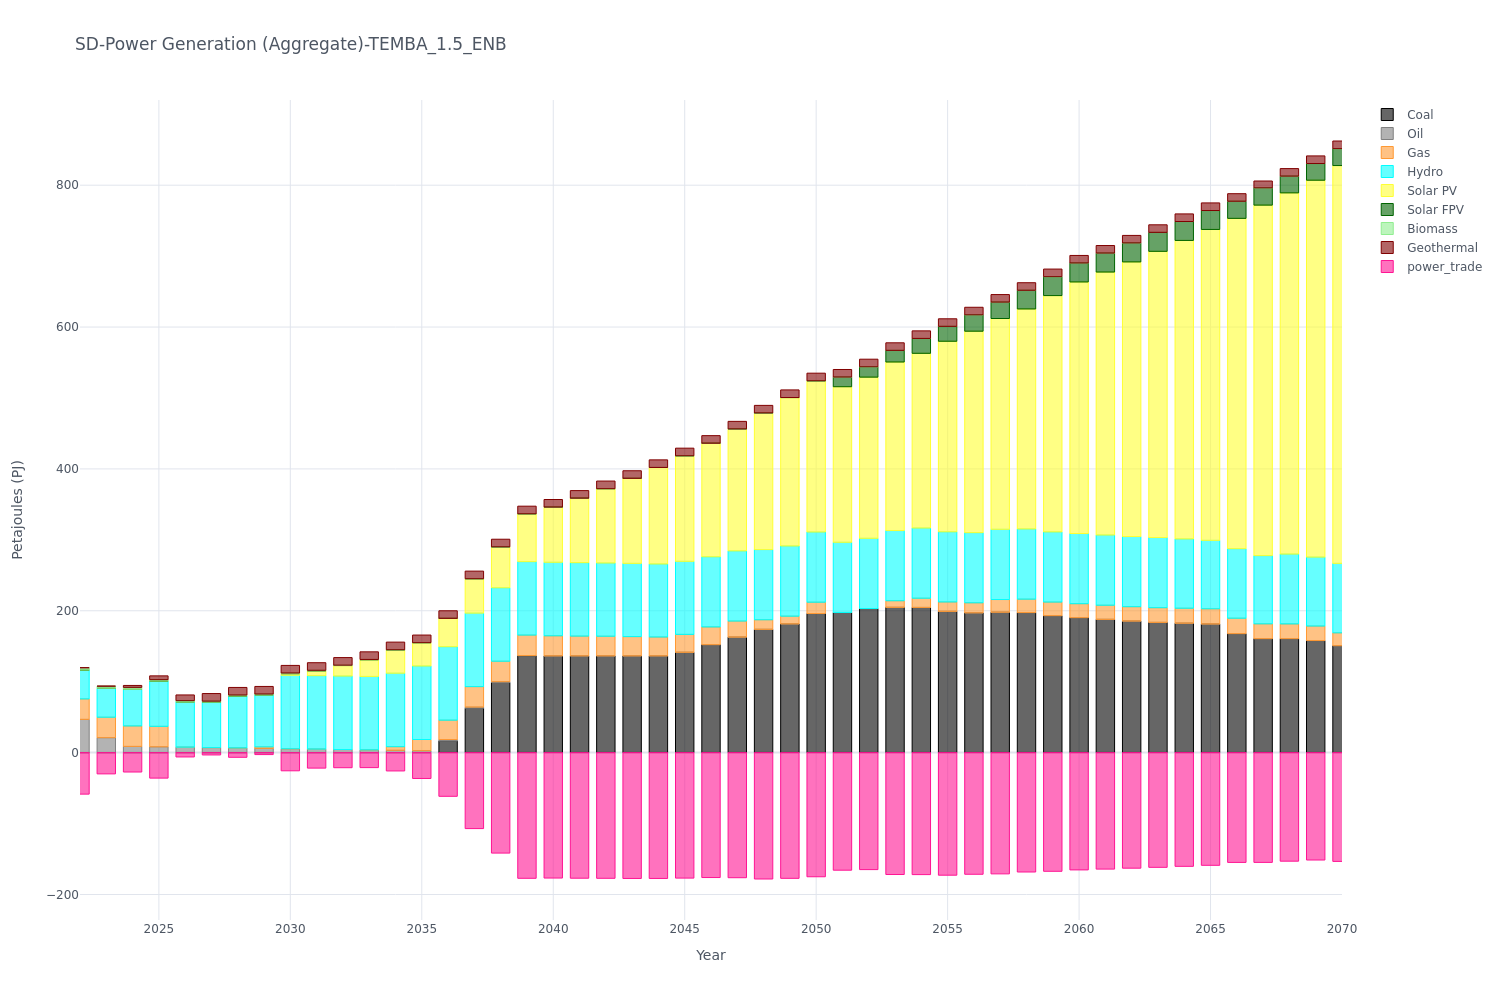 SD-Power Generation (Aggregate)-TEMBA_1.5_ENB
Coal
Oil
Gas
Hydro
Solar PV
Solar FPV
Biomass
Geothermal
power_trade
Petajoules (PJ)
800
600
400
200
0
−200
2025
2030
2035
2040
2045
2050
2055
2060
2065
2070
Year